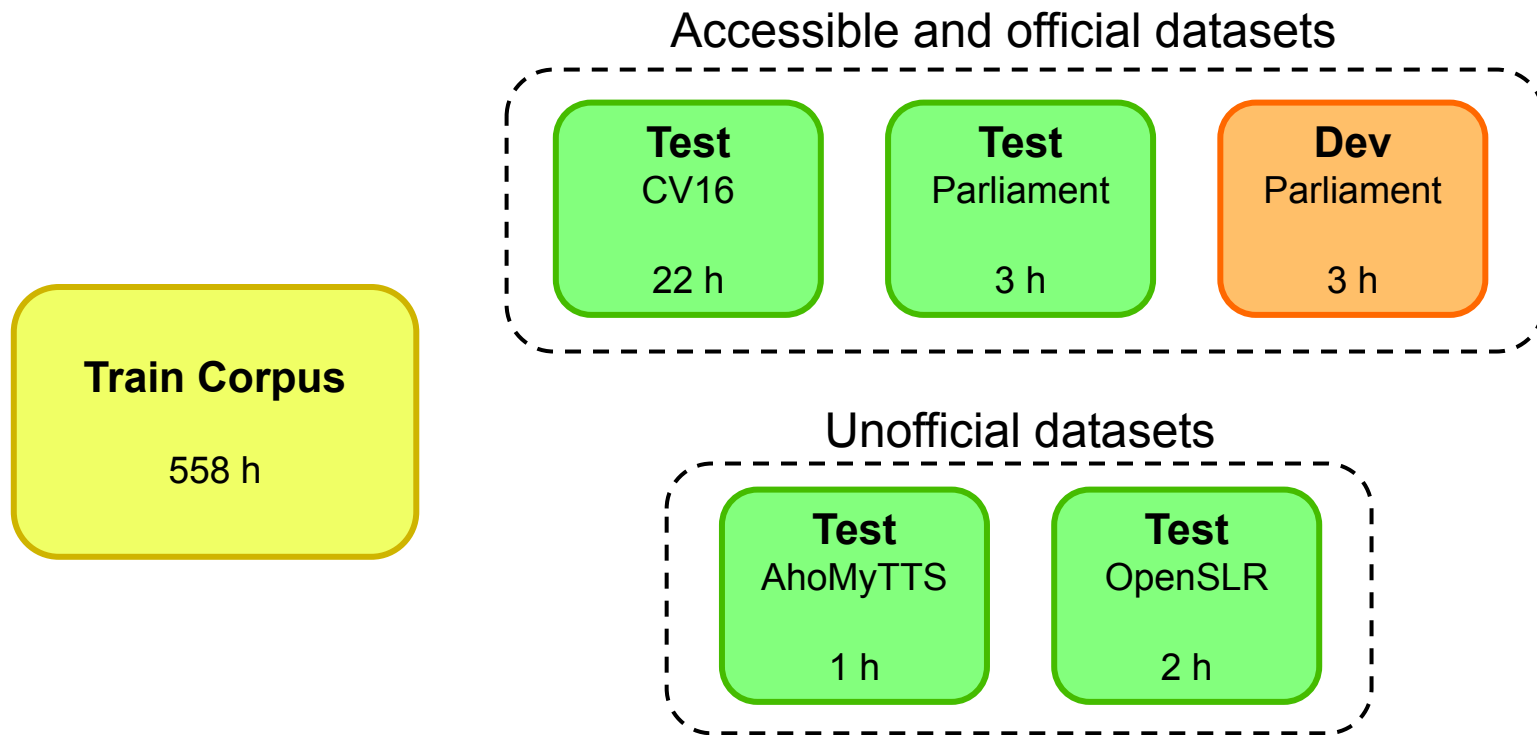 Accessible and official datasets
Test
CV16
22 h
Test
Parliament
3 h
Dev
Parliament
3 h
Train Corpus
558 h
Unofficial datasets
Test
AhoMyTTS
1 h
Test
OpenSLR
2 h